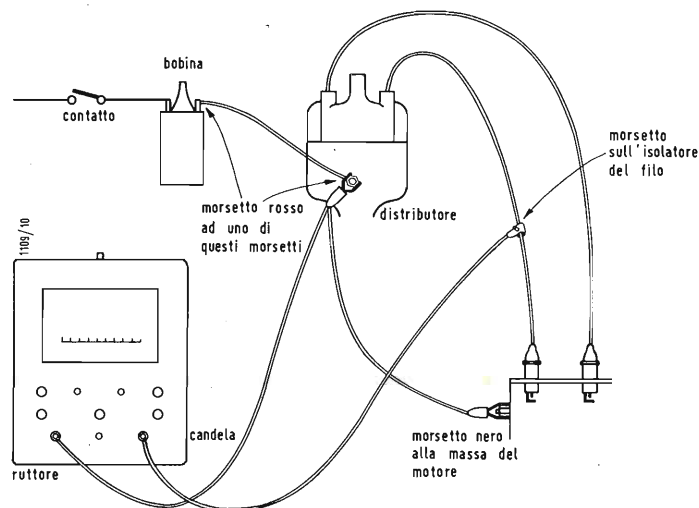 bobina
contatto
morsetto
sull'isolatore
del filo
morsetto rosso
ad uno di
questi morsetti
distributore
1109/10
candela
ruttore
morsetto nero
alla massa del
motore